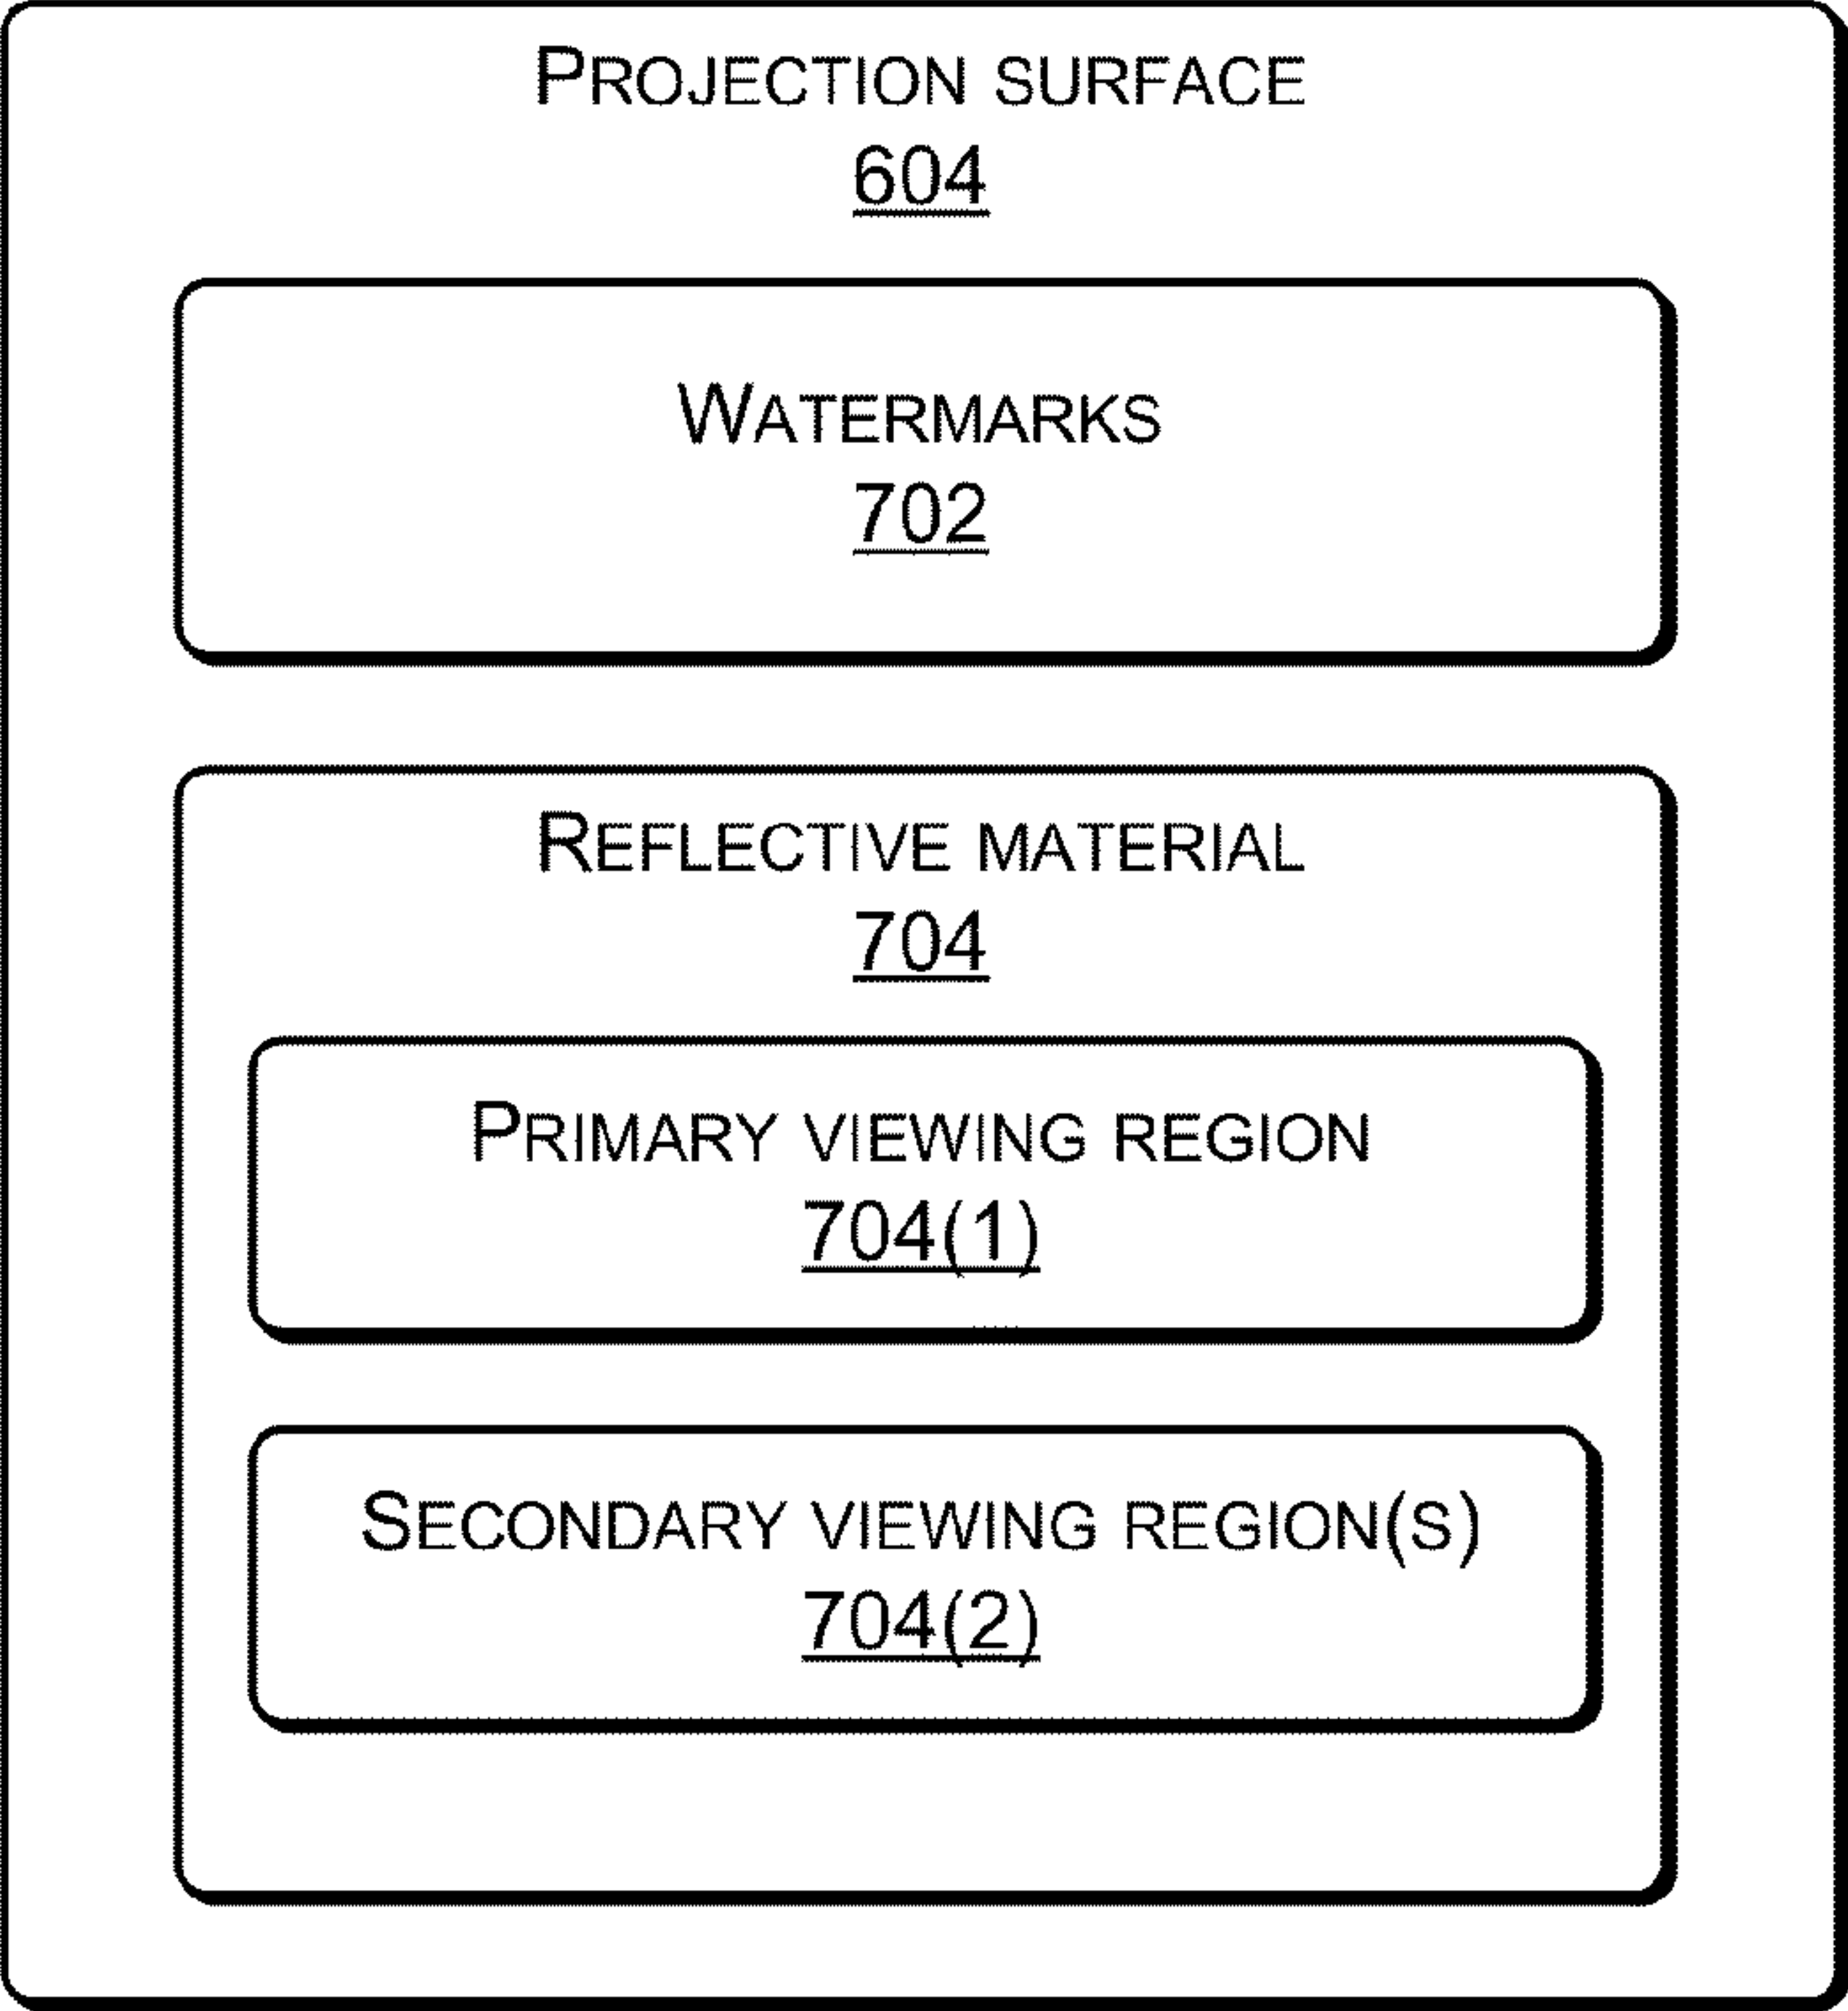 PROJECTION SURFACE
604
WATERMARKS
702
REFLECTIVE MATERIAL
704
PRIMARY VIEWING REGION
704(1)
SECONDARY VIEWING REGION(S)
704(2)